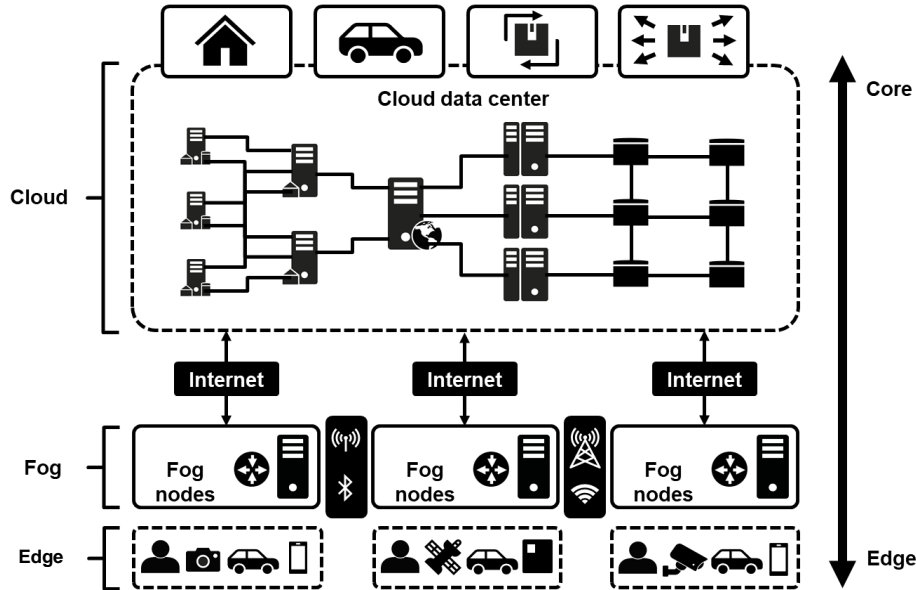 Cloud data center
Core
Cloud
Internet
Internet
Internet
Fog
Fog
nodes
Fog
nodes
Fog
nodes
Edge
Edge